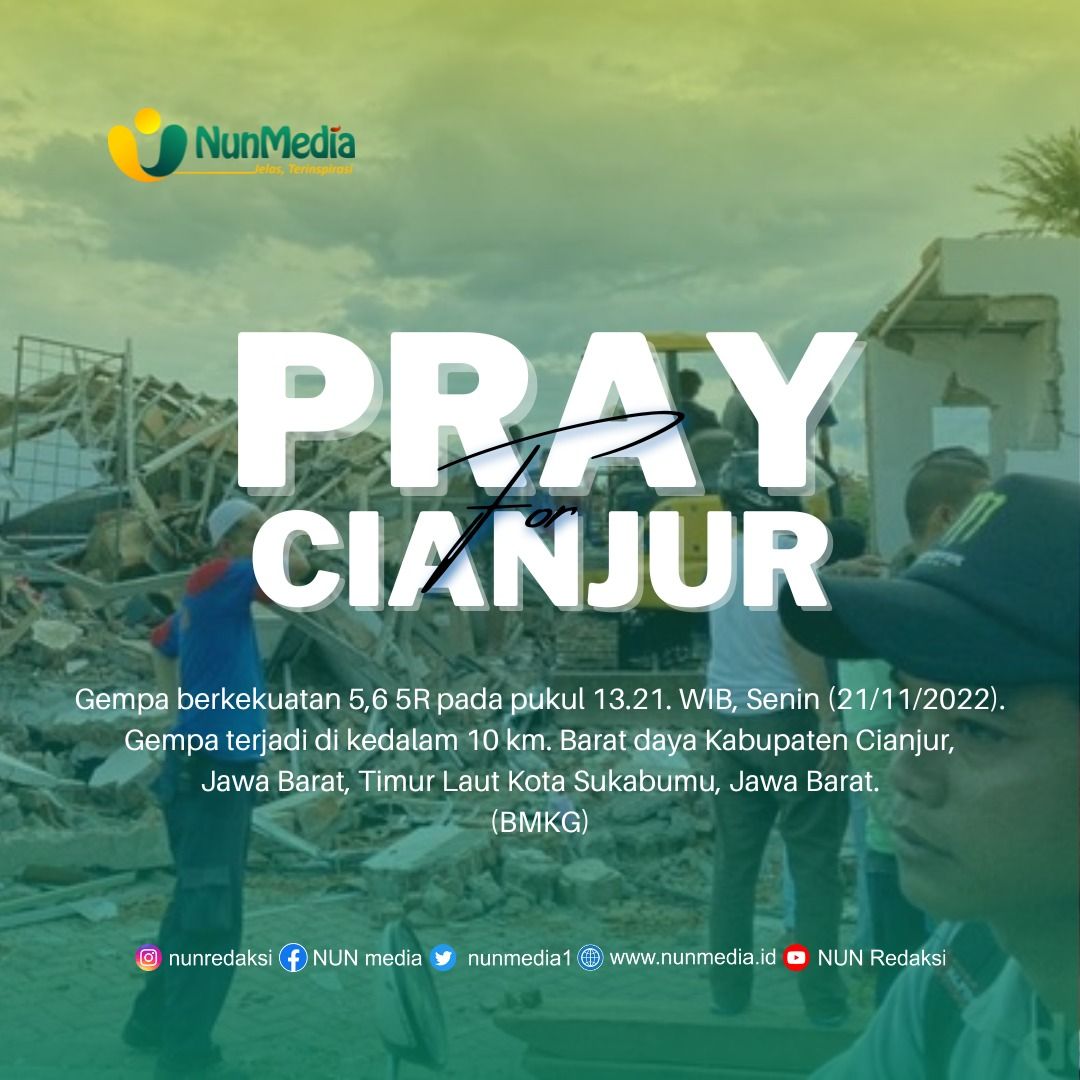 NunMedia
Jelas, Terinspirasi
PRAY
For
CIANJUR
Gempa berkekuatan 5,6 5R pada pukul 13.21. WIB, Senin (21/11/2022).
Gempa terjadi di kedalam 10 km. Barat daya Kabupaten Cianjur,
Jawa Barat, Timur Laut Kota Sukabumu, Jawa Barat.
(BMKG)
nunredaksi NUN media nunmedia1 www.nunmedia.id NUN Redaksi